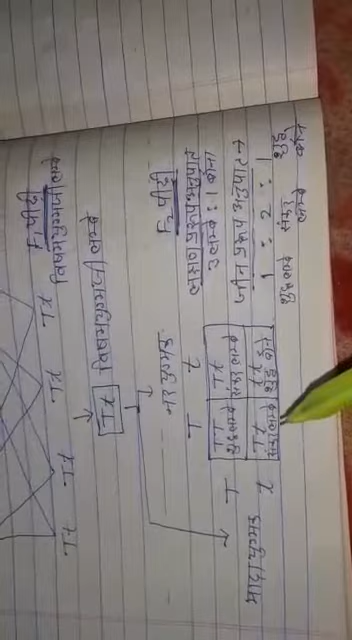 F₁ पीढ़ी
विषमयुग्मजी लम्बे
Tt Tt Tt Tt
Tt विषमयुग्मजी लम्बे
नर युग्मक
T t
T TT Tt
शुद्ध लम्बे संकर लम्बे
t Tt tt
संकर लम्बे शुद्ध बौने
मादा युग्मक
F₂ पीढ़ी
लक्षण प्ररूप अनुपात
3 लम्बे : 1 बौना
जीन प्ररूप अनुपात →
1 : 2 : 1
शुद्ध लम्बे संकर लम्बे शुद्ध बौने